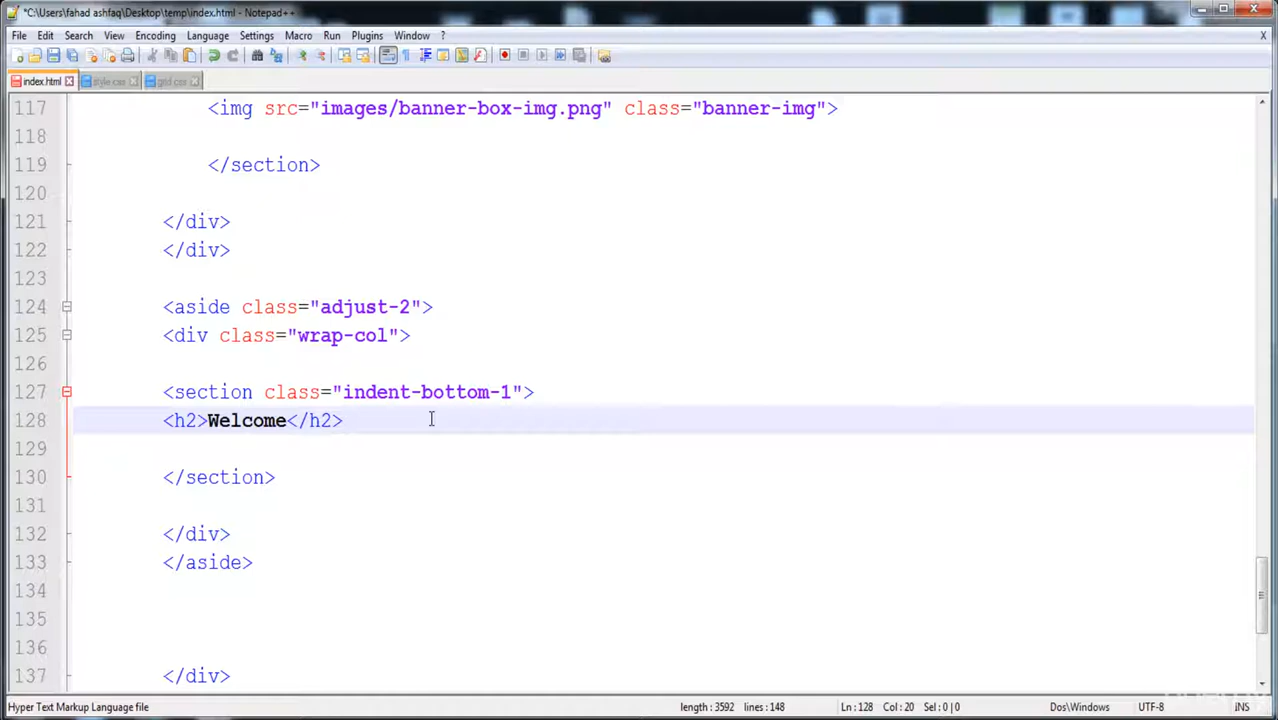 *C:\Users\fahad ashfaq\Desktop\temp\index.html - Notepad++
File Edit Search View Encoding Language Settings Macro Run Plugins Window ? X
index.html style.css grid.css
117 <img src="images/banner-box-img.png" class="banner-img">
118
119 </section>
120
121 </div>
122 </div>
123
124 <aside class="adjust-2">
125 <div class="wrap-col">
126
127 <section class="indent-bottom-1">
128 <h2>Welcome</h2>
129
130 </section>
131
132 </div>
133 </aside>
134
135
136
137 </div>
Hyper Text Markup Language file length : 3592 lines : 148 Ln : 128 Col : 20 Sel : 0 | 0 Dos\Windows UTF-8 INS